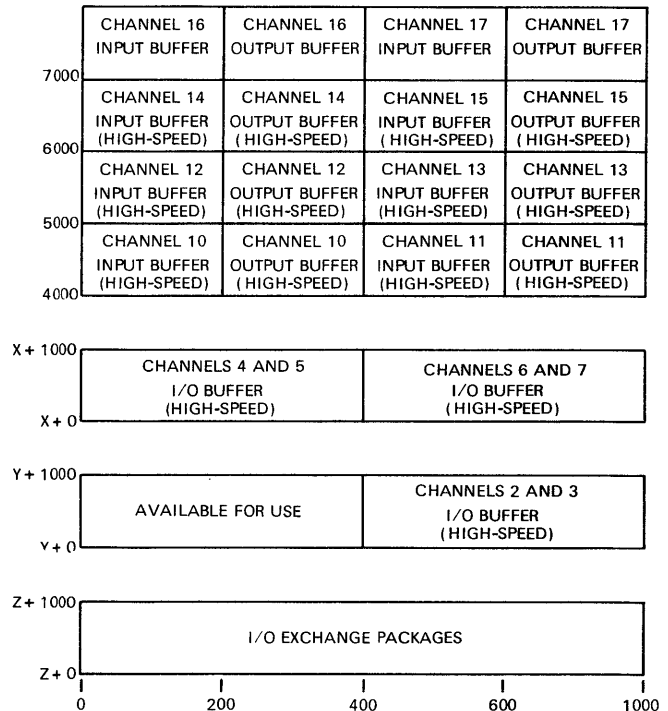 CHANNEL 16 CHANNEL 16 CHANNEL 17 CHANNEL 17
INPUT BUFFER OUTPUT BUFFER INPUT BUFFER OUTPUT BUFFER
7000
CHANNEL 14 CHANNEL 14 CHANNEL 15 CHANNEL 15
INPUT BUFFER OUTPUT BUFFER INPUT BUFFER OUTPUT BUFFER
(HIGH-SPEED) (HIGH-SPEED) (HIGH-SPEED) (HIGH-SPEED)
6000
CHANNEL 12 CHANNEL 12 CHANNEL 13 CHANNEL 13
INPUT BUFFER OUTPUT BUFFER INPUT BUFFER OUTPUT BUFFER
(HIGH-SPEED) (HIGH-SPEED) (HIGH-SPEED) (HIGH-SPEED)
5000
CHANNEL 10 CHANNEL 10 CHANNEL 11 CHANNEL 11
INPUT BUFFER OUTPUT BUFFER INPUT BUFFER OUTPUT BUFFER
(HIGH-SPEED) (HIGH-SPEED) (HIGH-SPEED) (HIGH-SPEED)
4000
X + 1000
CHANNELS 4 AND 5 CHANNELS 6 AND 7
I/O BUFFER I/O BUFFER
(HIGH-SPEED) (HIGH-SPEED)
X + 0
Y + 1000
CHANNELS 2 AND 3
AVAILABLE FOR USE I/O BUFFER
(HIGH-SPEED)
Y + 0
Z + 1000
I/O EXCHANGE PACKAGES
Z + 0
0 200 400 600 1000